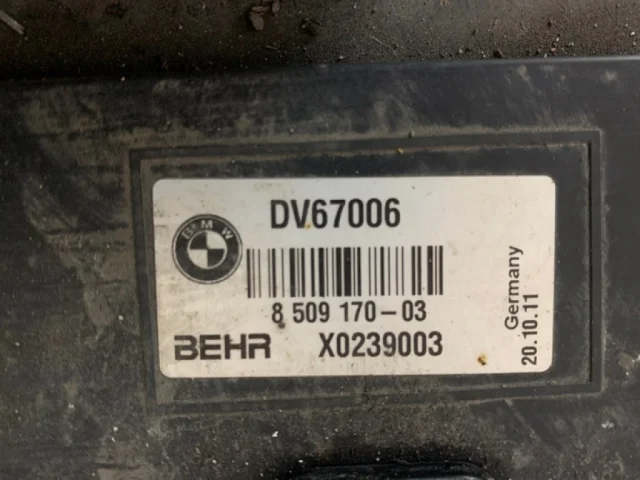 DV67006
BMW
8 509 170-03
BEHR X0239003
Germany
20.10.11